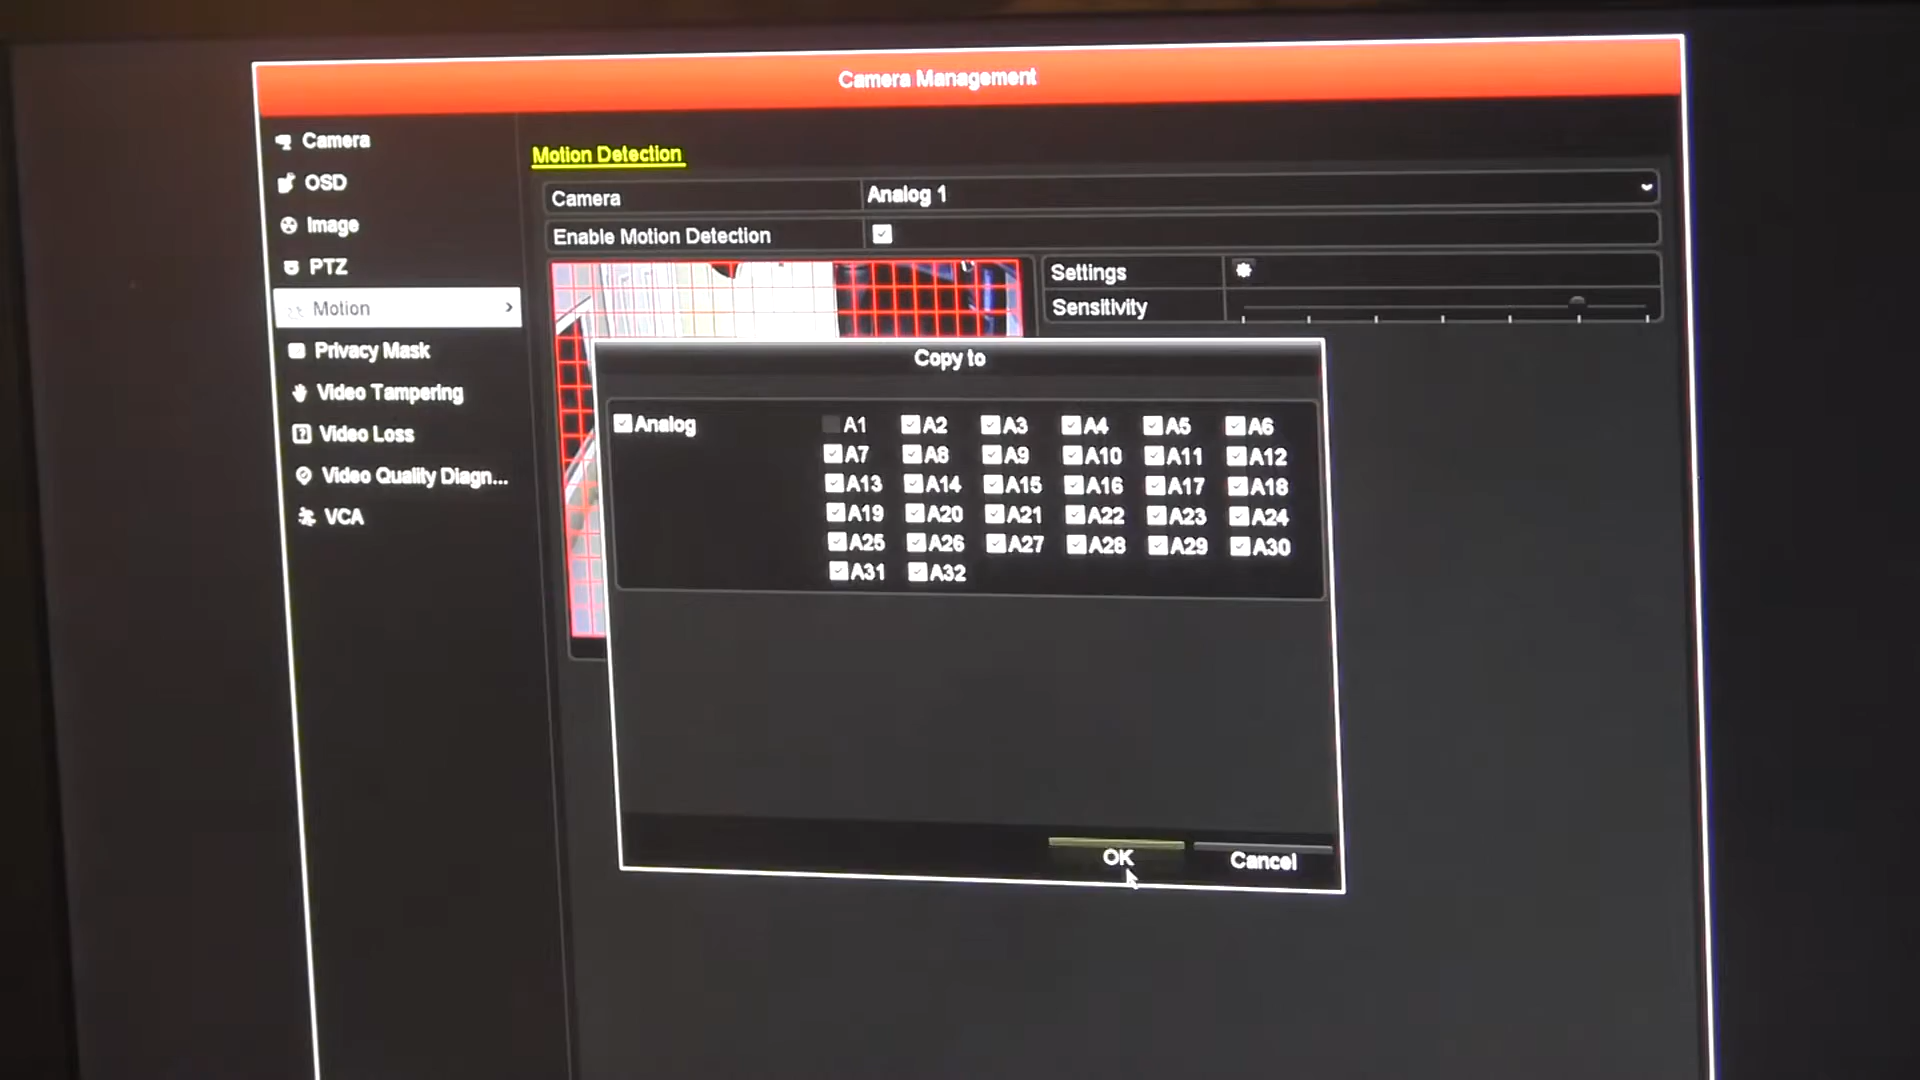 Camera Management
Camera
OSD
Image
PTZ
Motion
Privacy Mask
Video Tampering
Video Loss
Video Quality Diagn...
VCA
Motion Detection
Camera Analog 1
Enable Motion Detection
Settings
Sensitivity
Copy to
Analog A1 A2 A3 A4 A5 A6
A7 A8 A9 A10 A11 A12
A13 A14 A15 A16 A17 A18
A19 A20 A21 A22 A23 A24
A25 A26 A27 A28 A29 A30
A31 A32
OK Cancel